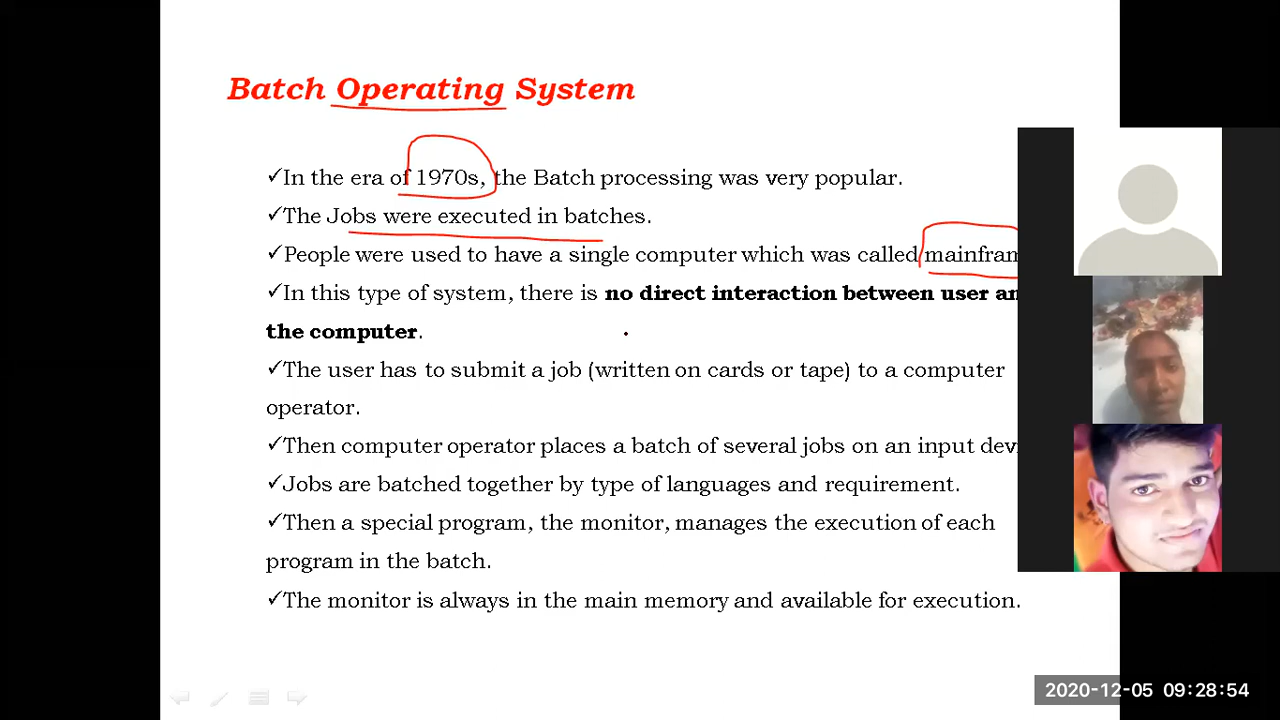 Batch Operating System
✓In the era of 1970s, the Batch processing was very popular.
✓The Jobs were executed in batches.
✓People were used to have a single computer which was called
✓In this type of system, there is no direct interaction between user
the computer.
✓The user has to submit a job (written on cards or tape) to a computer
operator.
✓Then computer operator places a batch of several jobs on an input
✓Jobs are batched together by type of languages and requirement.
✓Then a special program, the monitor, manages the execution of each
program in the batch.
✓The monitor is always in the main memory and available for execution.
2020-12-05 09:28:54